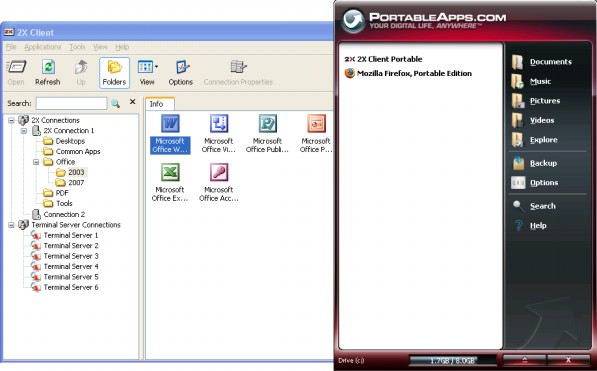 2X Client
File Applications Tools View Help
Open Refresh Up Folders View Options Connection Properties
Search:
2X Connections
2X Connection 1
Desktops
Common Apps
Office
2003
2007
PDF
Tools
Connection 2
Terminal Server Connections
Terminal Server 1
Terminal Server 2
Terminal Server 3
Terminal Server 4
Terminal Server 5
Terminal Server 6
Info
Microsoft Office W...
Microsoft Office Vi...
Microsoft Office Publ...
Microsoft Office P...
Microsoft Office Ex...
Microsoft Office Acc...
PORTABLEAPPS.COM
YOUR DIGITAL LIFE, ANYWHERE™
2X 2X Client Portable
Mozilla Firefox, Portable Edition
Documents
Music
Pictures
Videos
Explore
Backup
Options
Search
Help
Drive (c:)
1.7GB / 8.0GB
X